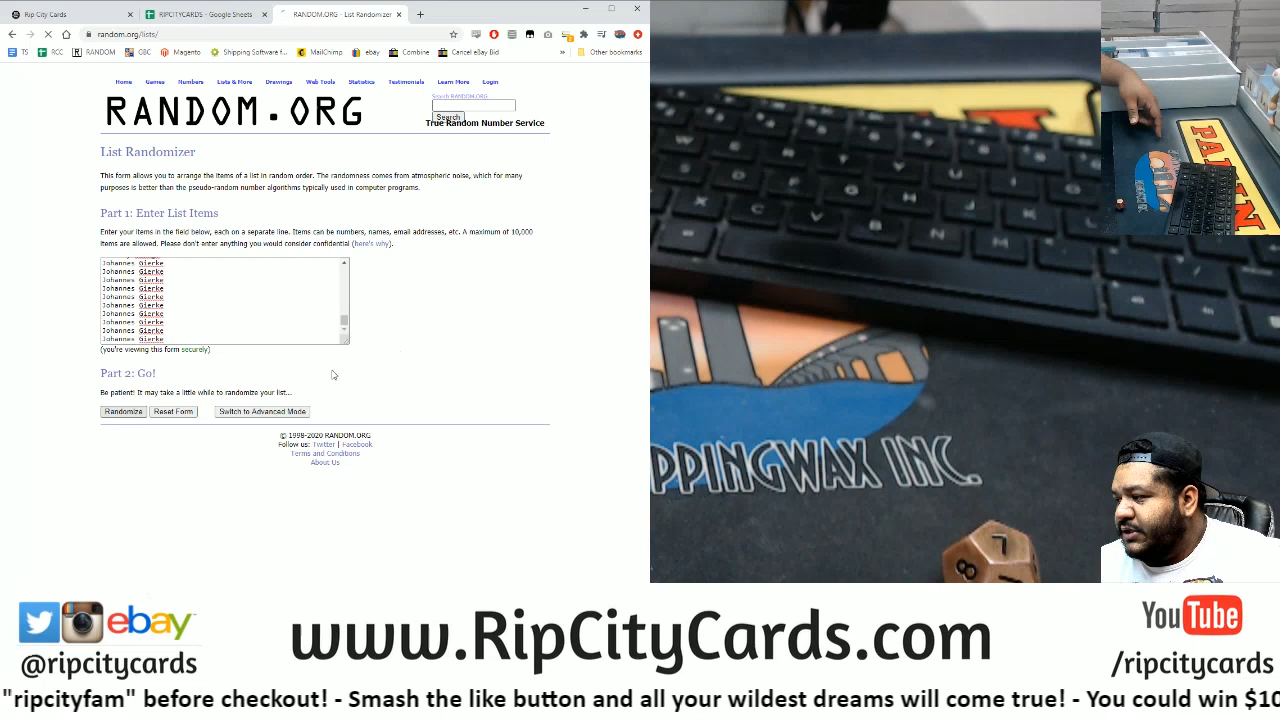 Rip City Cards
RIPCITYCARDS - Google Sheets
RANDOM.ORG - List Randomizer
random.org/lists/
TS
RCC
RANDOM
GBC
Magento
Shipping Software f...
MailChimp
ebay
Combine
Cancel eBay Bid
Other bookmarks
Home
Games
Numbers
Lists & More
Drawings
Web Tools
Statistics
Testimonials
Learn More
Login
RANDOM.ORG
Search RANDOM.ORG
Search
True Random Number Service
List Randomizer
This form allows you to arrange the items of a list in random order. The randomness comes from atmospheric noise, which for many
purposes is better than the pseudo-random number algorithms typically used in computer programs.
Part 1: Enter List Items
Enter your items in the field below, each on a separate line. Items can be numbers, names, email addresses, etc. A maximum of 10,000
items are allowed. Please don't enter anything you would consider confidential (here's why).
Johannes Gierke
Johannes Gierke
Johannes Gierke
Johannes Gierke
Johannes Gierke
Johannes Gierke
Johannes Gierke
Johannes Gierke
Johannes Gierke
Johannes Gierke
(you're viewing this form securely)
Part 2: Go!
Be patient! It may take a little while to randomize your list...
Randomize
Reset Form
Switch to Advanced Mode
© 1998-2020 RANDOM.ORG
Follow us: Twitter | Facebook
Terms and Conditions
About Us
PPINGWAX INC.
7
8
PANIN
ebay
@ripcitycards
www.RipCityCards.com
YouTube
/ripcitycards
"ripcityfam" before checkout! - Smash the like button and all your wildest dreams will come true! - You could win $10